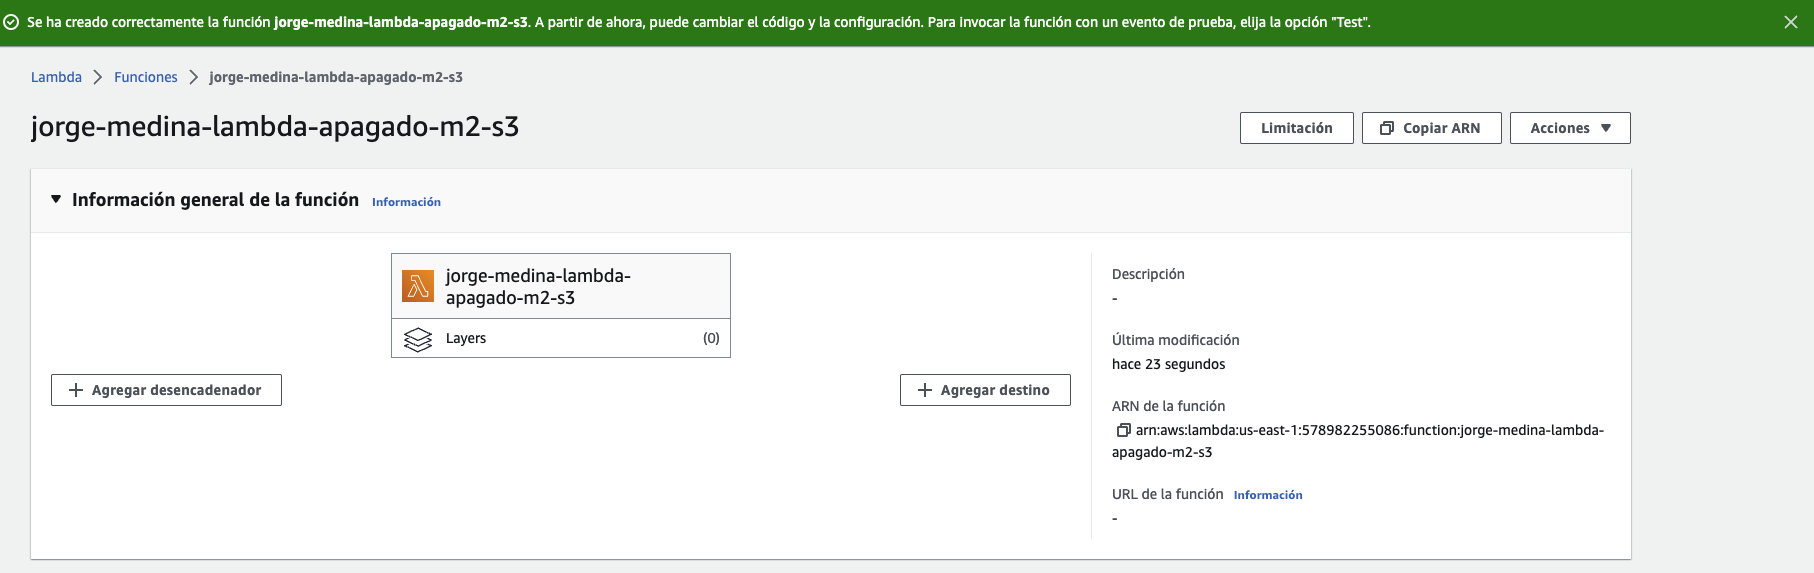 Se ha creado correctamente la función jorge-medina-lambda-apagado-m2-s3. A partir de ahora, puede cambiar el código y la configuración. Para invocar la función con un evento de prueba, elija la opción "Test".
Lambda > Funciones > jorge-medina-lambda-apagado-m2-s3
jorge-medina-lambda-apagado-m2-s3
Limitación
Copiar ARN
Acciones
Información general de la función Información
jorge-medina-lambda-
apagado-m2-s3
Layers (0)
Agregar desencadenador
Agregar destino
Descripción
-
Última modificación
hace 23 segundos
ARN de la función
arn:aws:lambda:us-east-1:578982255086:function:jorge-medina-lambda-
apagado-m2-s3
URL de la función Información
-